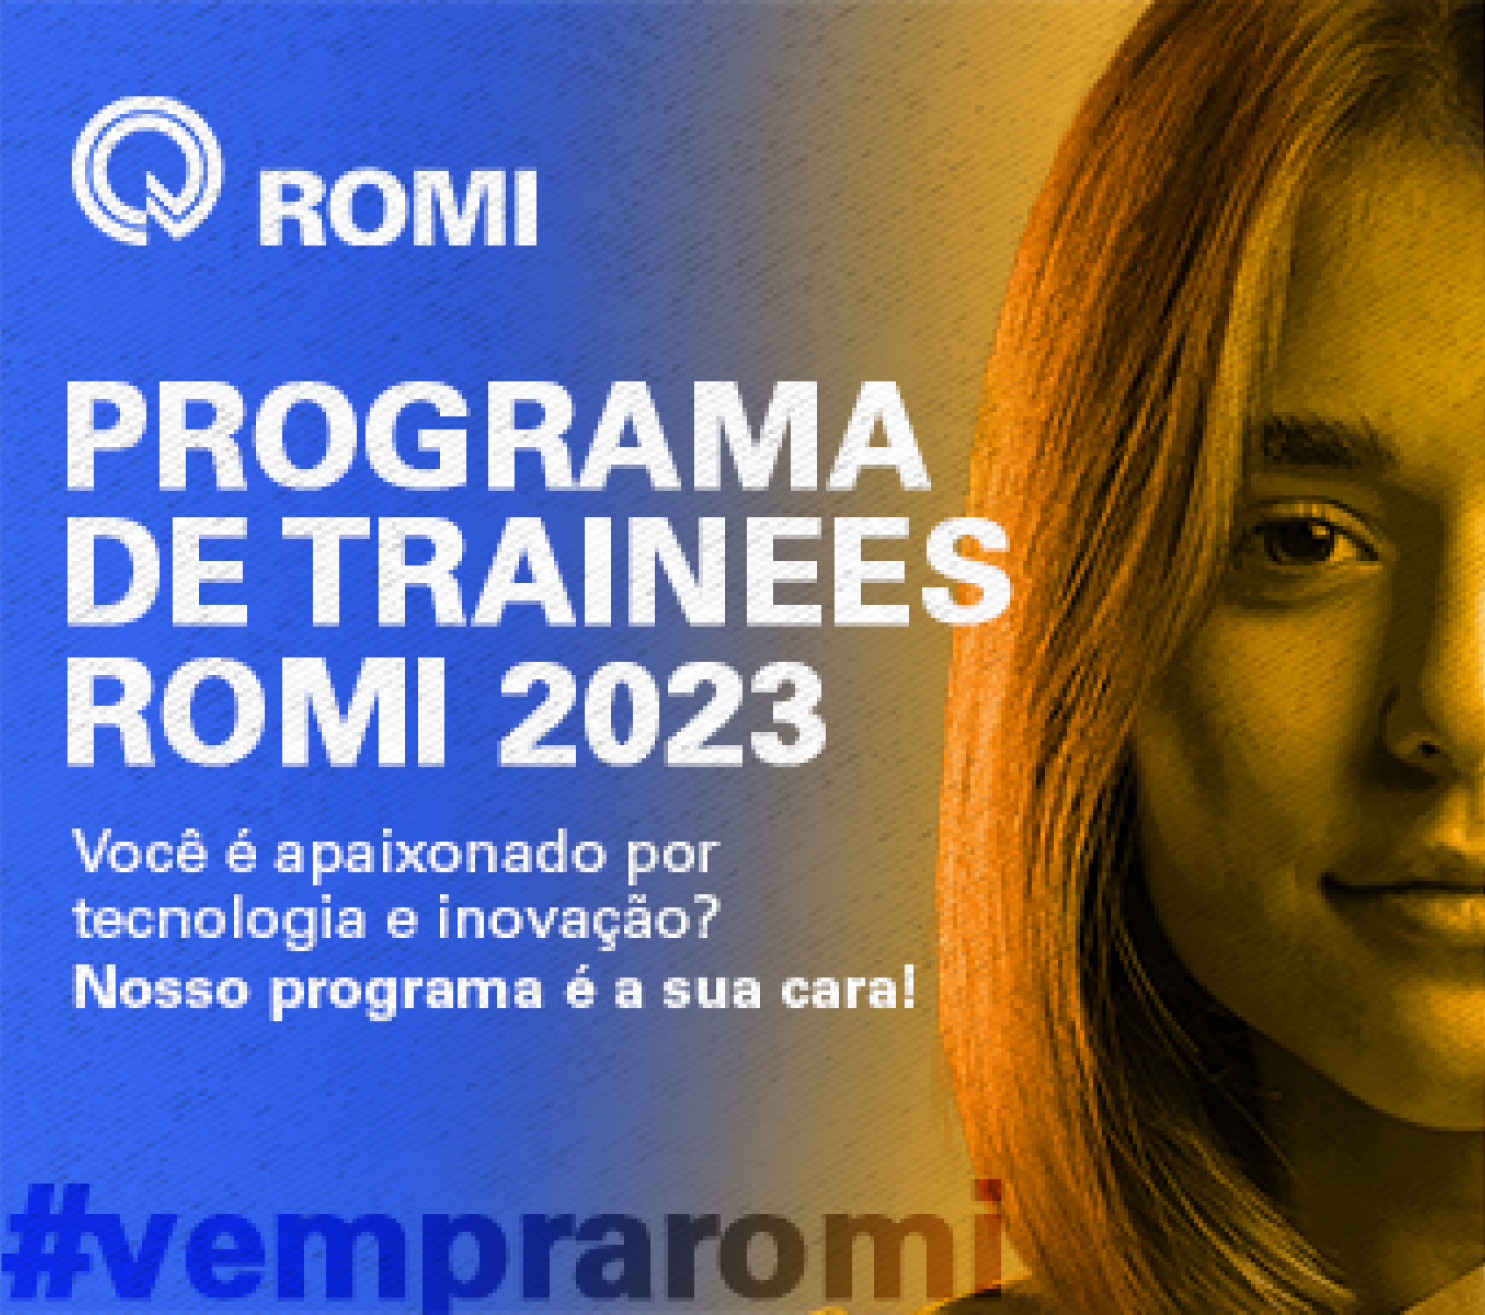 ROMI
PROGRAMA
DE TRAINEES
ROMI 2023
Você é apaixonado por
tecnologia e inovação?
Nosso programa é a sua cara!
#vempraromi